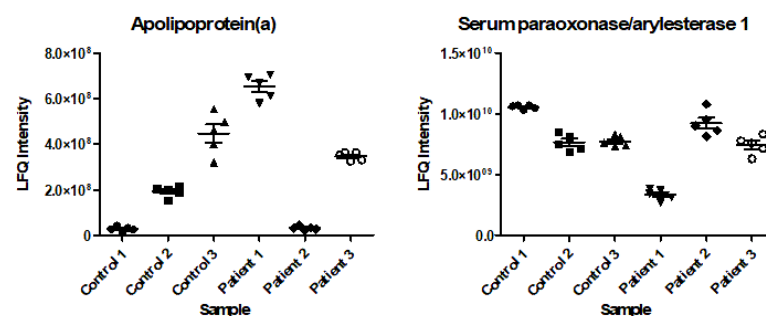 Apolipoprotein(a)
LFQ Intensity
8.0×10⁸
6.0×10⁸
4.0×10⁸
2.0×10⁸
0
Control 1
Control 2
Control 3
Patient 1
Patient 2
Patient 3
Sample
Serum paraoxonase/arylesterase 1
LFQ Intensity
1.5×10¹⁰
1.0×10¹⁰
5.0×10⁰⁹
0.0
Control 1
Control 2
Control 3
Patient 1
Patient 2
Patient 3
Sample